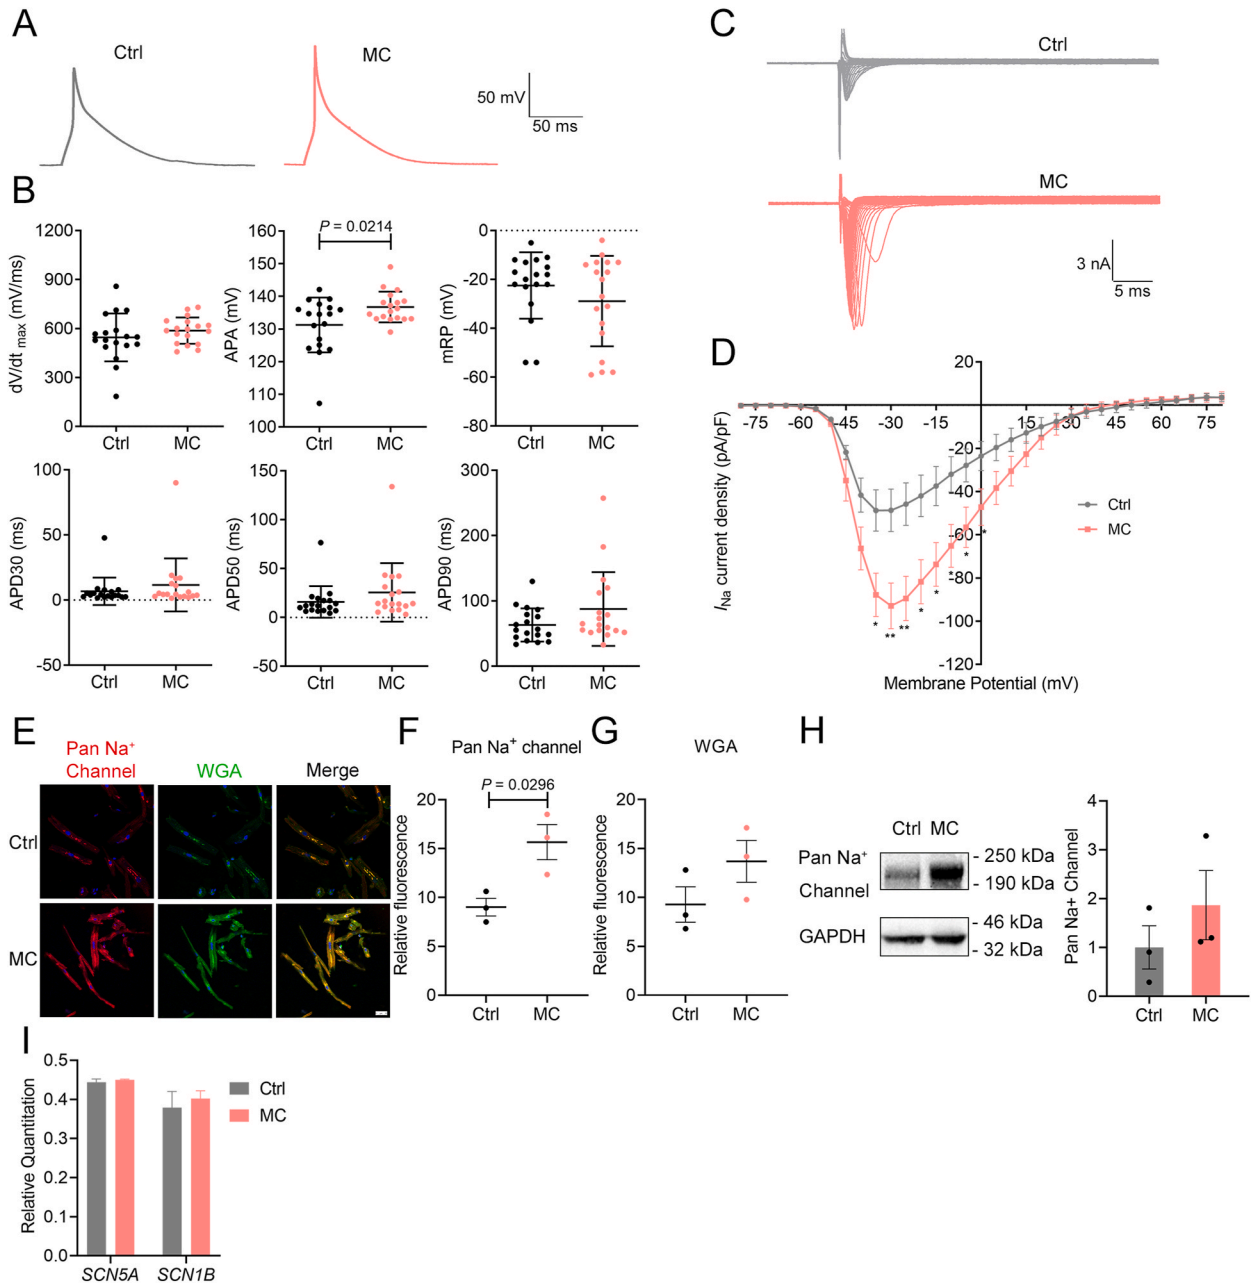 A
Ctrl
MC
50 mV
50 ms
B
dV/dt max (mV/ms)
1200
900
600
300
0
Ctrl
MC
APA (mV)
160
150
140
130
120
110
100
P = 0.0214
Ctrl
MC
mRP (mV)
0
-20
-40
-60
-80
Ctrl
MC
APD30 (ms)
100
50
0
-50
Ctrl
MC
APD50 (ms)
150
100
50
0
-50
Ctrl
MC
APD90 (ms)
300
200
100
0
Ctrl
MC
C
Ctrl
MC
3 nA
5 ms
D
20
-75
-60
-45
-30
-15
15
30
45
60
75
-20
-40
-60
-80
-100
-120
INa current density (pA/pF)
Ctrl
MC
*
**
**
*
*
*
*
*
Membrane Potential (mV)
E
Pan Na+
Channel
WGA
Merge
Ctrl
MC
F
Pan Na+ channel
P = 0.0296
Relative fluorescence
20
15
10
5
0
Ctrl
MC
G
WGA
Relative fluorescence
20
15
10
5
0
Ctrl
MC
H
Ctrl MC
Pan Na+
Channel
- 250 kDa
- 190 kDa
GAPDH
- 46 kDa
- 32 kDa
Pan Na+ Channel
4
3
2
1
0
Ctrl
MC
I
Relative Quantitation
0.5
0.4
0.3
0.2
0.1
0.0
SCN5A
SCN1B
Ctrl
MC